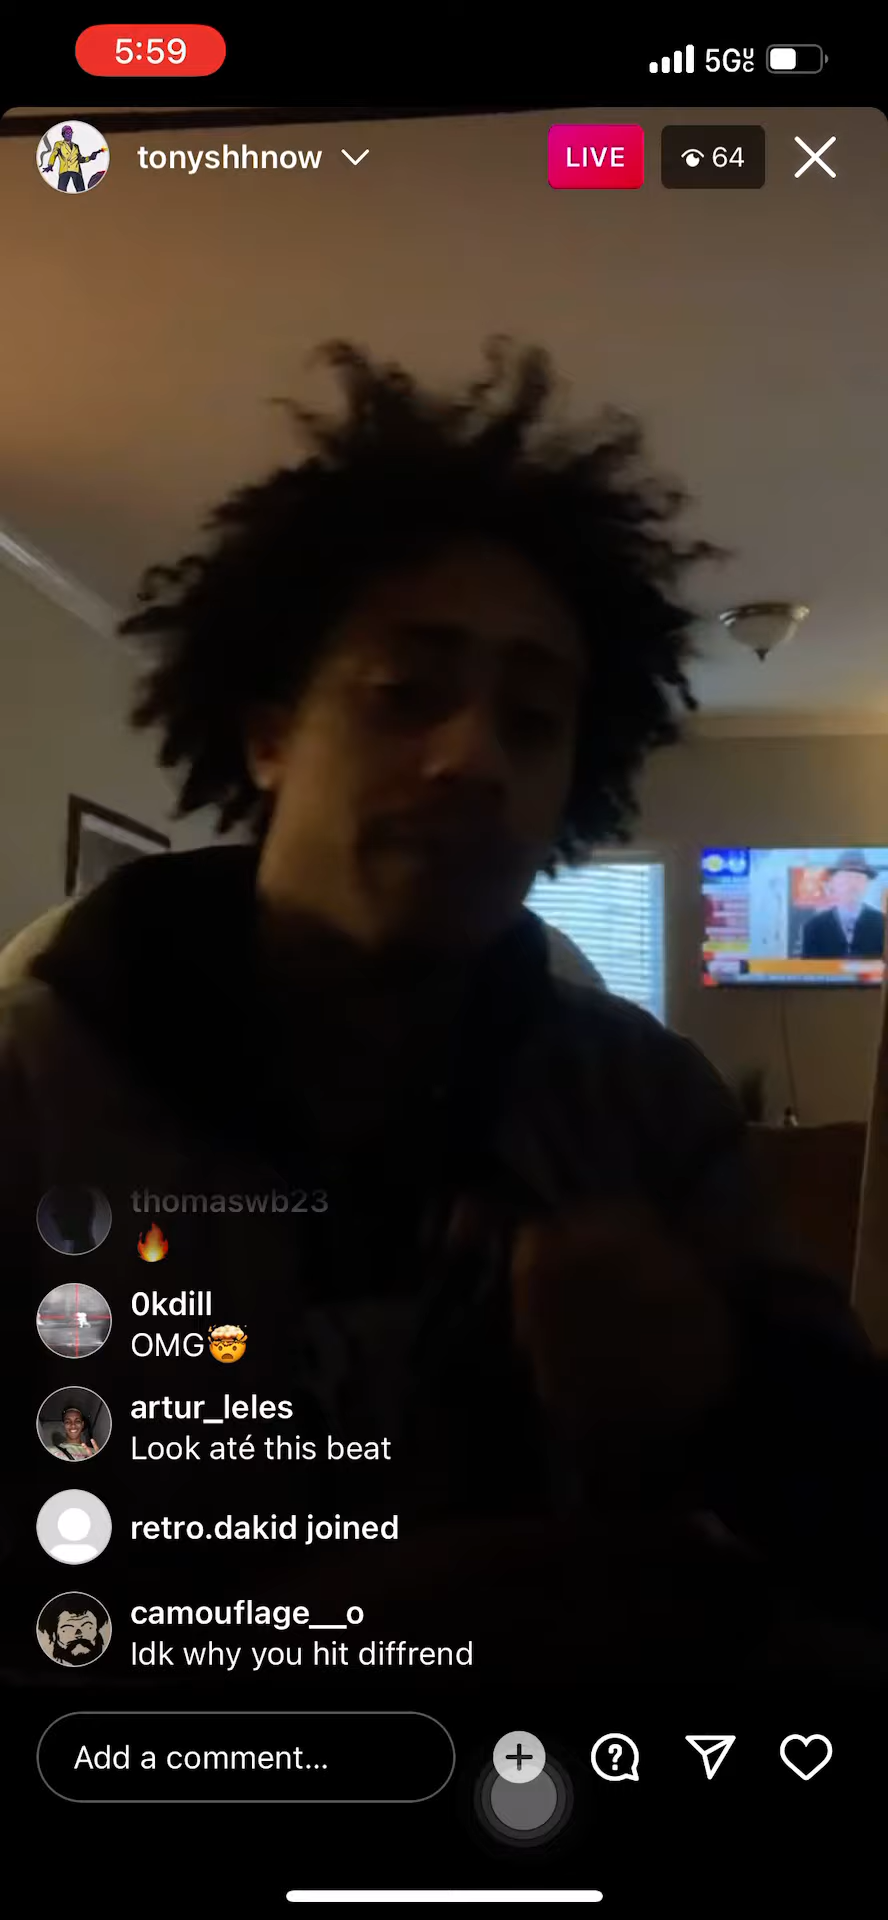 5:59
5GUC
tonyshhnow
LIVE
64
thomaswb23
🔥
0kdill
OMG🤯
artur_leles
Look até this beat
retro.dakid joined
camouflage__o
Idk why you hit diffrend
Add a comment...